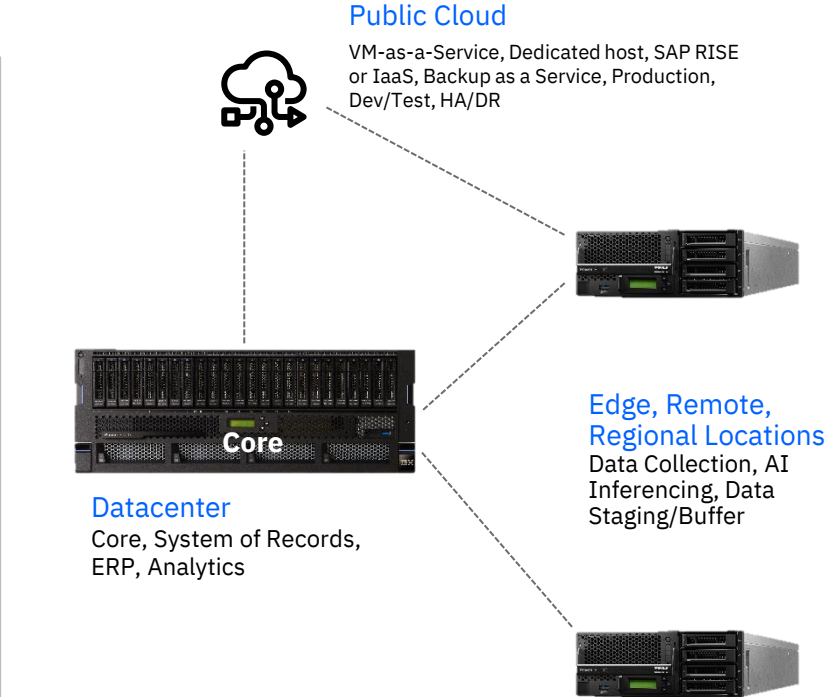 Public Cloud
VM-as-a-Service, Dedicated host, SAP RISE
or IaaS, Backup as a Service, Production,
Dev/Test, HA/DR
Core
Edge, Remote,
Regional Locations
Data Collection, AI
Inferencing, Data
Staging/Buffer
Datacenter
Core, System of Records,
ERP, Analytics